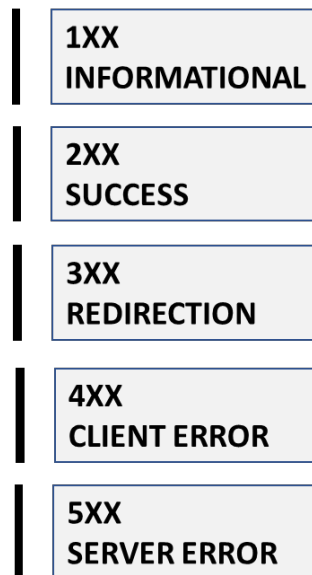 1XX
INFORMATIONAL
2XX
SUCCESS
3XX
REDIRECTION
4XX
CLIENT ERROR
5XX
SERVER ERROR